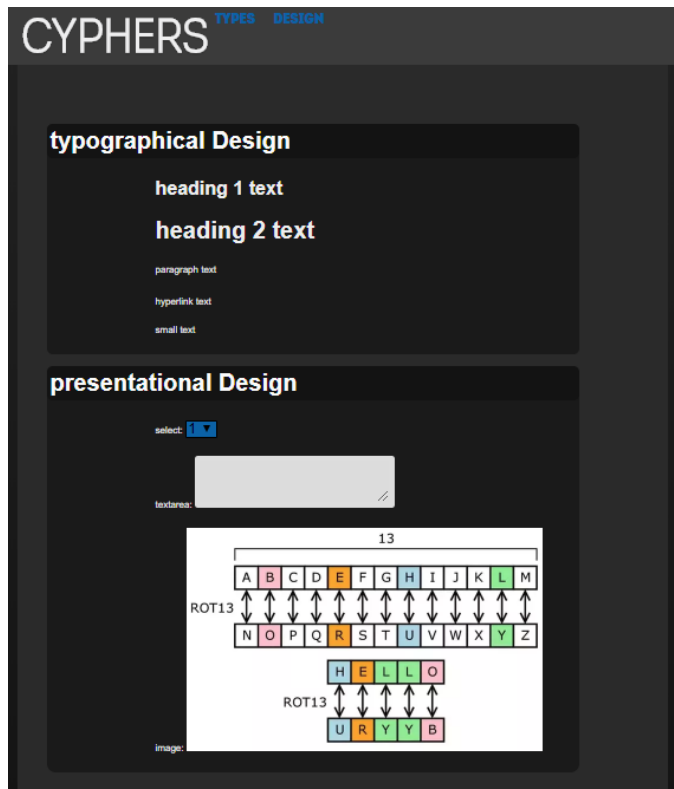 CYPHERS TYPES DESIGN
typographical Design
heading 1 text
heading 2 text
paragraph text
hyperlink text
small text
presentational Design
select: 1
textarea:
13
A B C D E F G H I J K L M
ROT13
N O P Q R S T U V W X Y Z
H E L L O
ROT13
U R Y Y B
image: